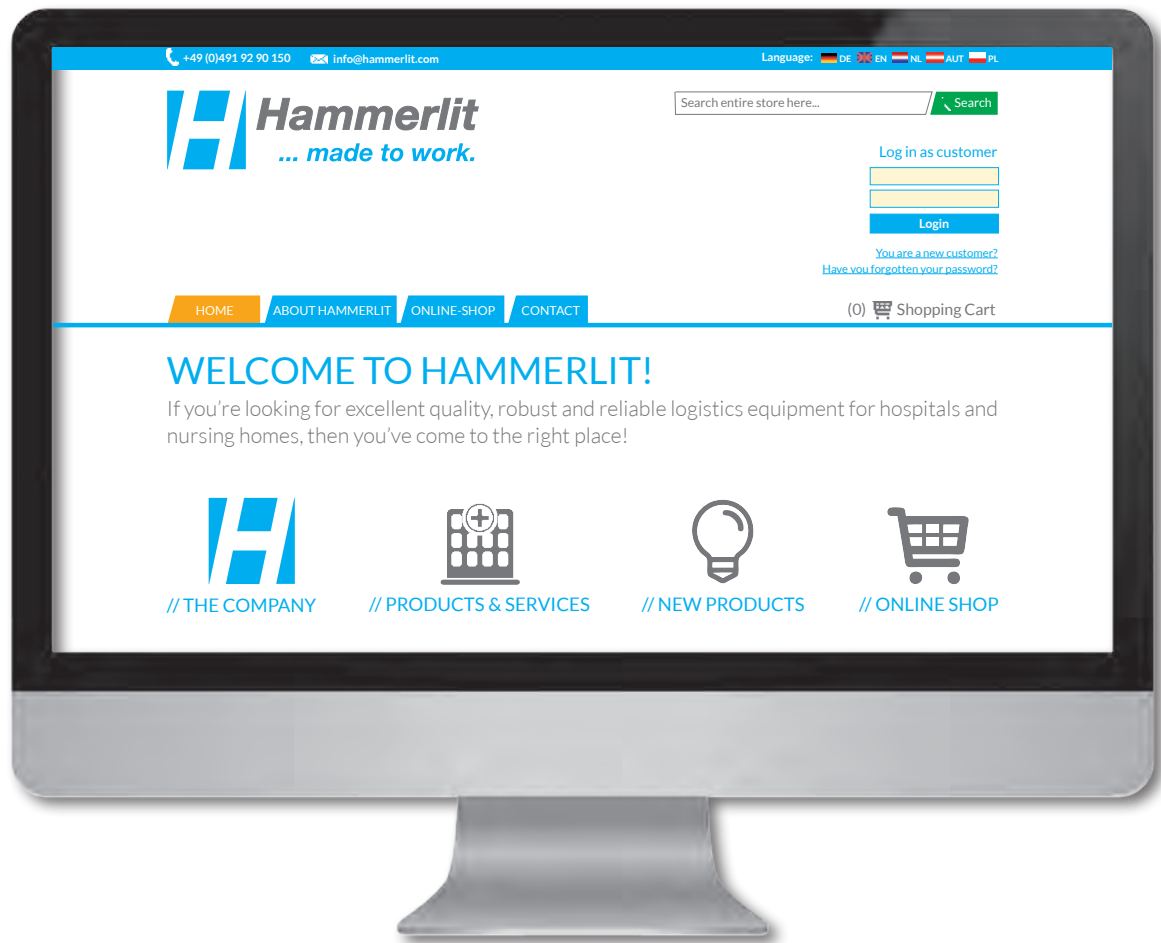 +49 (0)491 92 90 150 info@hammerlit.com Language: DE EN NL AUT PL
Hammerlit
... made to work.
Search entire store here... Search
Log in as customer
Login
You are a new customer?
Have you forgotten your password?
HOME ABOUT HAMMERLIT ONLINE-SHOP CONTACT (0) Shopping Cart
WELCOME TO HAMMERLIT!
If you're looking for excellent quality, robust and reliable logistics equipment for hospitals and
nursing homes, then you've come to the right place!
// THE COMPANY // PRODUCTS & SERVICES // NEW PRODUCTS // ONLINE SHOP